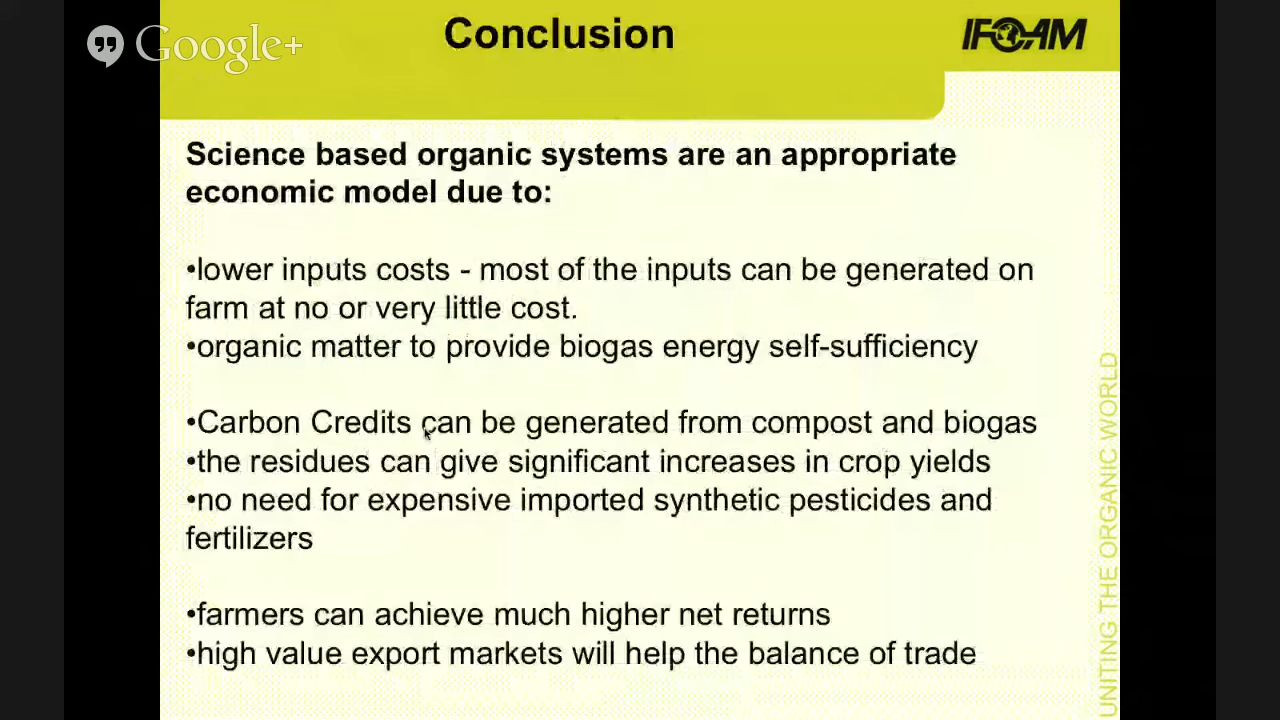 Google+
Conclusion
IFOAM
Science based organic systems are an appropriate
economic model due to:
•lower inputs costs - most of the inputs can be generated on
farm at no or very little cost.
•organic matter to provide biogas energy self-sufficiency
•Carbon Credits can be generated from compost and biogas
•the residues can give significant increases in crop yields
•no need for expensive imported synthetic pesticides and
fertilizers
•farmers can achieve much higher net returns
•high value export markets will help the balance of trade
UNITING THE ORGANIC WORLD